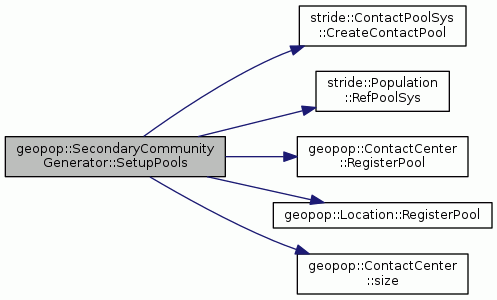 stride::ContactPoolSys
::CreateContactPool
stride::Population
::RefPoolSys
geopop::SecondaryCommunity
Generator::SetupPools
geopop::ContactCenter
::RegisterPool
geopop::Location::RegisterPool
geopop::ContactCenter
::size